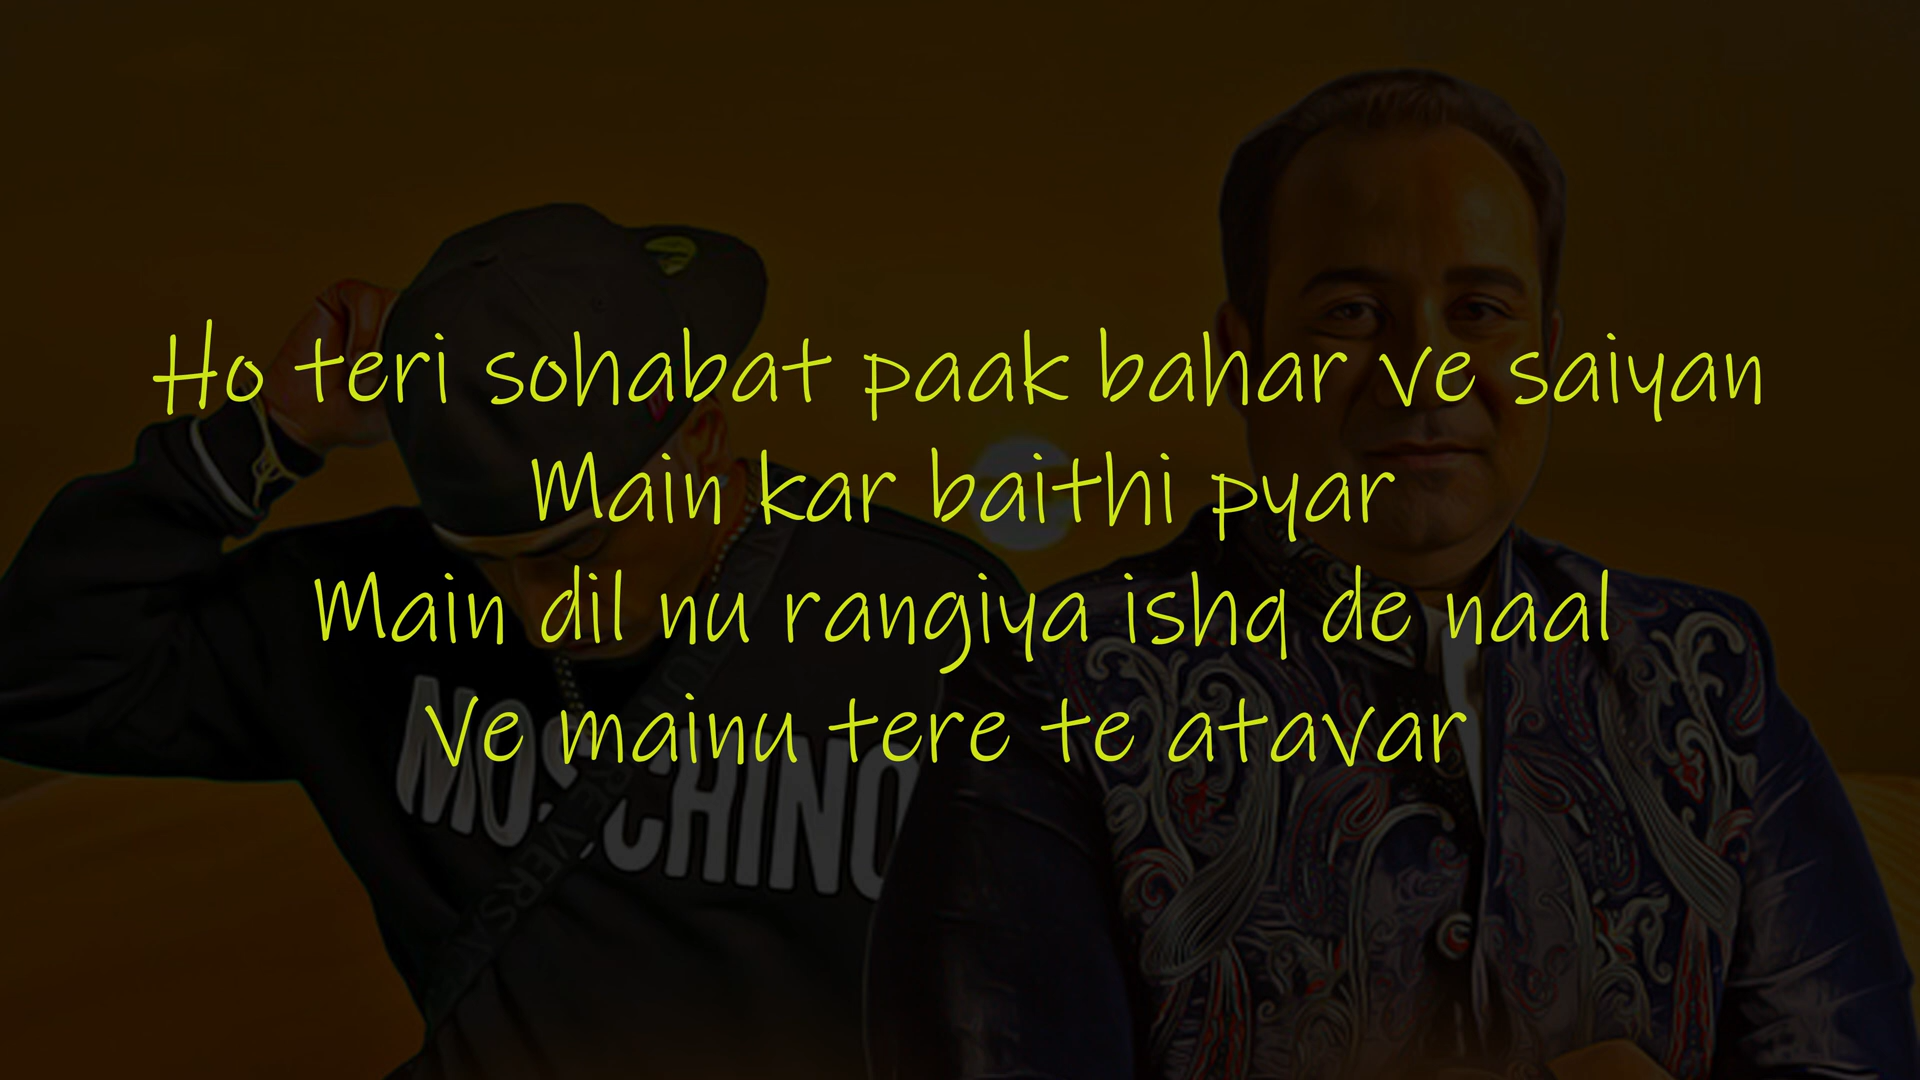 Ho teri sohabat paak bahar ve saiyan
Main kar baithi pyar
Main dil nu rangiya ishq de naal
Ve mainu tere te atavar
MOSCHINO